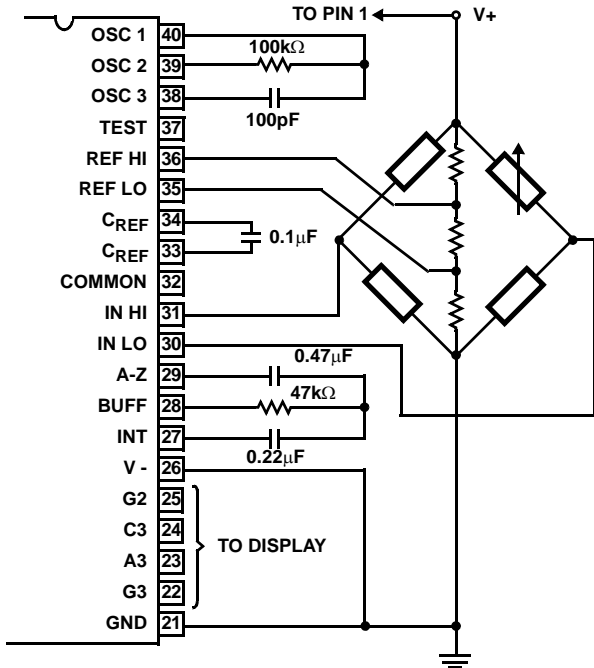 TO PIN 1 V+
OSC 1 40
100kΩ
OSC 2 39
OSC 3 38
100pF
TEST 37
REF HI 36
REF LO 35
CREF 34
0.1μF
CREF 33
COMMON 32
IN HI 31
IN LO 30
0.47μF
A-Z 29
47kΩ
BUFF 28
INT 27
0.22μF
V - 26
G2 25
C3 24
TO DISPLAY
A3 23
G3 22
GND 21